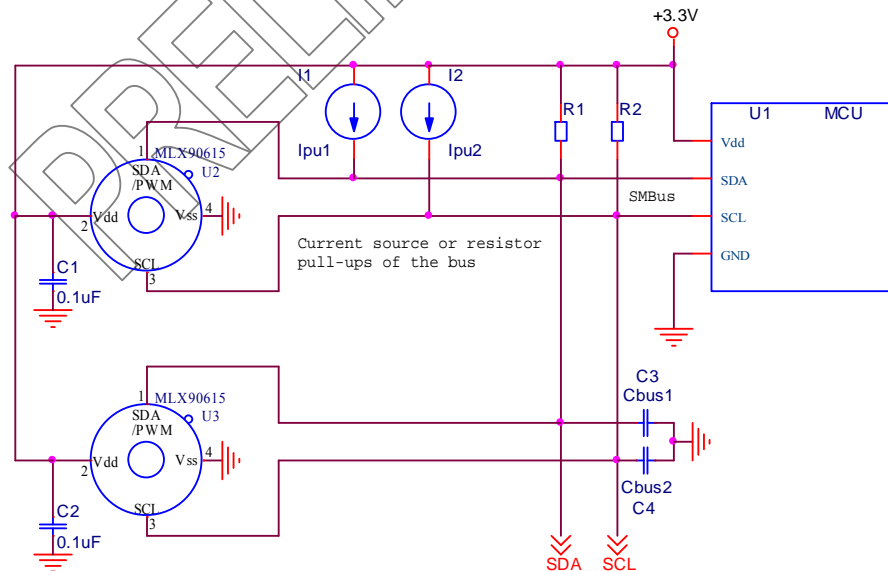 +3.3V
I1
I2
R1
R2
U1
MCU
Ipu1
Ipu2
Vdd
SDA
SCL
GND
SMBus
1
MLX90615
SDA
/PWM
U2
Vdd
2
Vss
4
SCL
3
C1
0.1uF
Current source or resistor
pull-ups of the bus
1
MLX90615
SDA
/PWM
U3
Vdd
2
Vss
4
SCL
3
C2
0.1uF
C3
Cbus1
Cbus2
C4
SDA
SCL